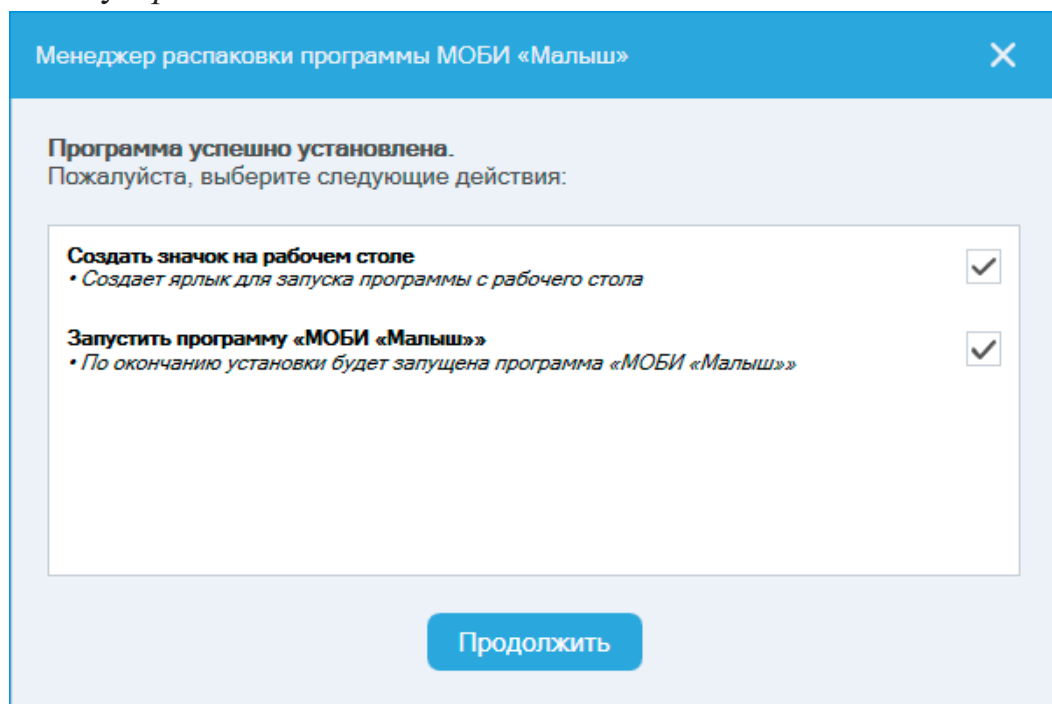 Менеджер распаковки программы МОБИ «Малыш»
Программа успешно установлена.
Пожалуйста, выберите следующие действия:
Создать значок на рабочем столе
• Создает ярлык для запуска программы с рабочего стола
Запустить программу «МОБИ «Малыш»»
• По окончанию установки будет запущена программа «МОБИ «Малыш»»
Продолжить